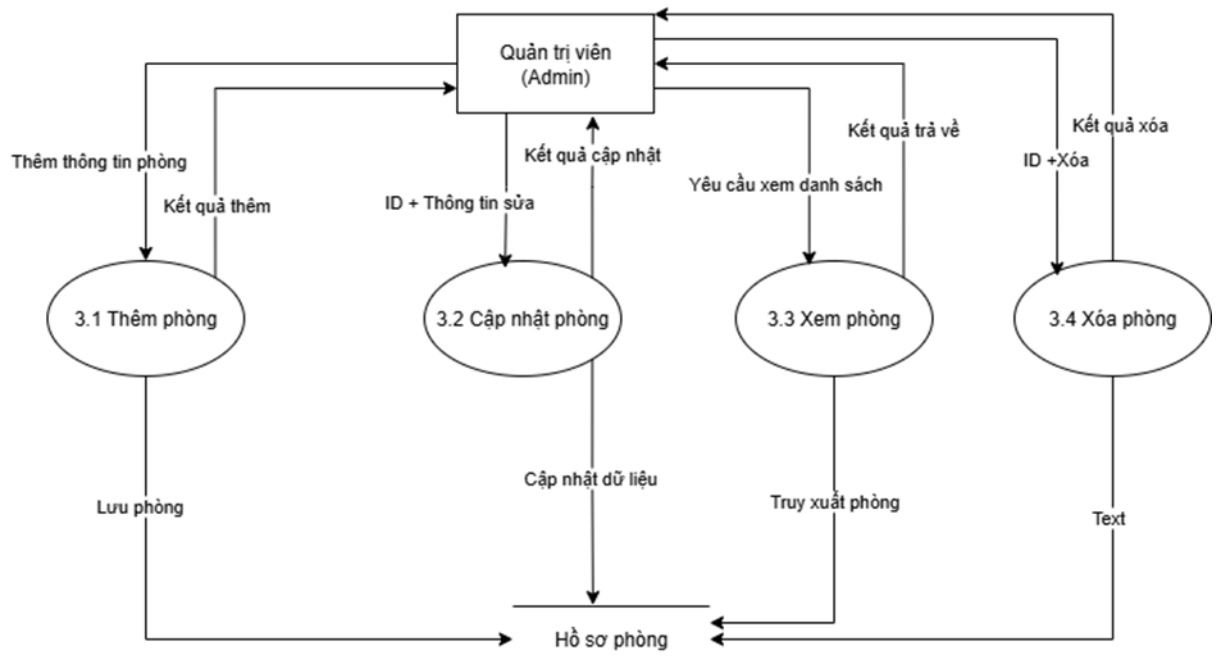 Quản trị viên
(Admin)
Thêm thông tin phòng
Kết quả thêm
ID + Thông tin sửa
Kết quả cập nhật
Yêu cầu xem danh sách
Kết quả trả về
ID +Xóa
Kết quả xóa
3.1 Thêm phòng
3.2 Cập nhật phòng
3.3 Xem phòng
3.4 Xóa phòng
Lưu phòng
Cập nhật dữ liệu
Truy xuất phòng
Text
Hồ sơ phòng